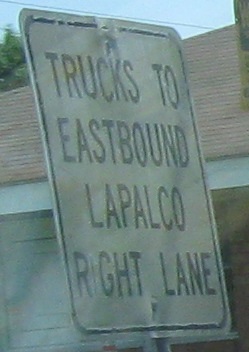 TRUCKS TO
EASTBOUND
LAPALCO
RIGHT LANE